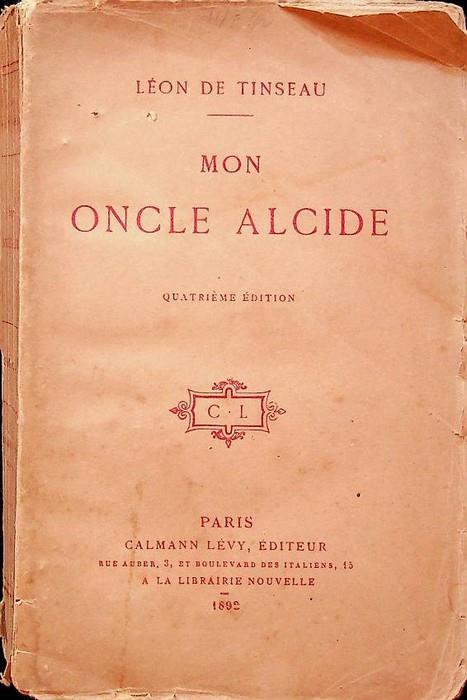 LÉON DE TINSEAU
MON
ONCLE ALCIDE
QUATRIÈME ÉDITION
C · L
PARIS
CALMANN LÉVY, ÉDITEUR
RUE AUBER, 3, ET BOULEVARD DES ITALIENS, 15
A LA LIBRAIRIE NOUVELLE
1892